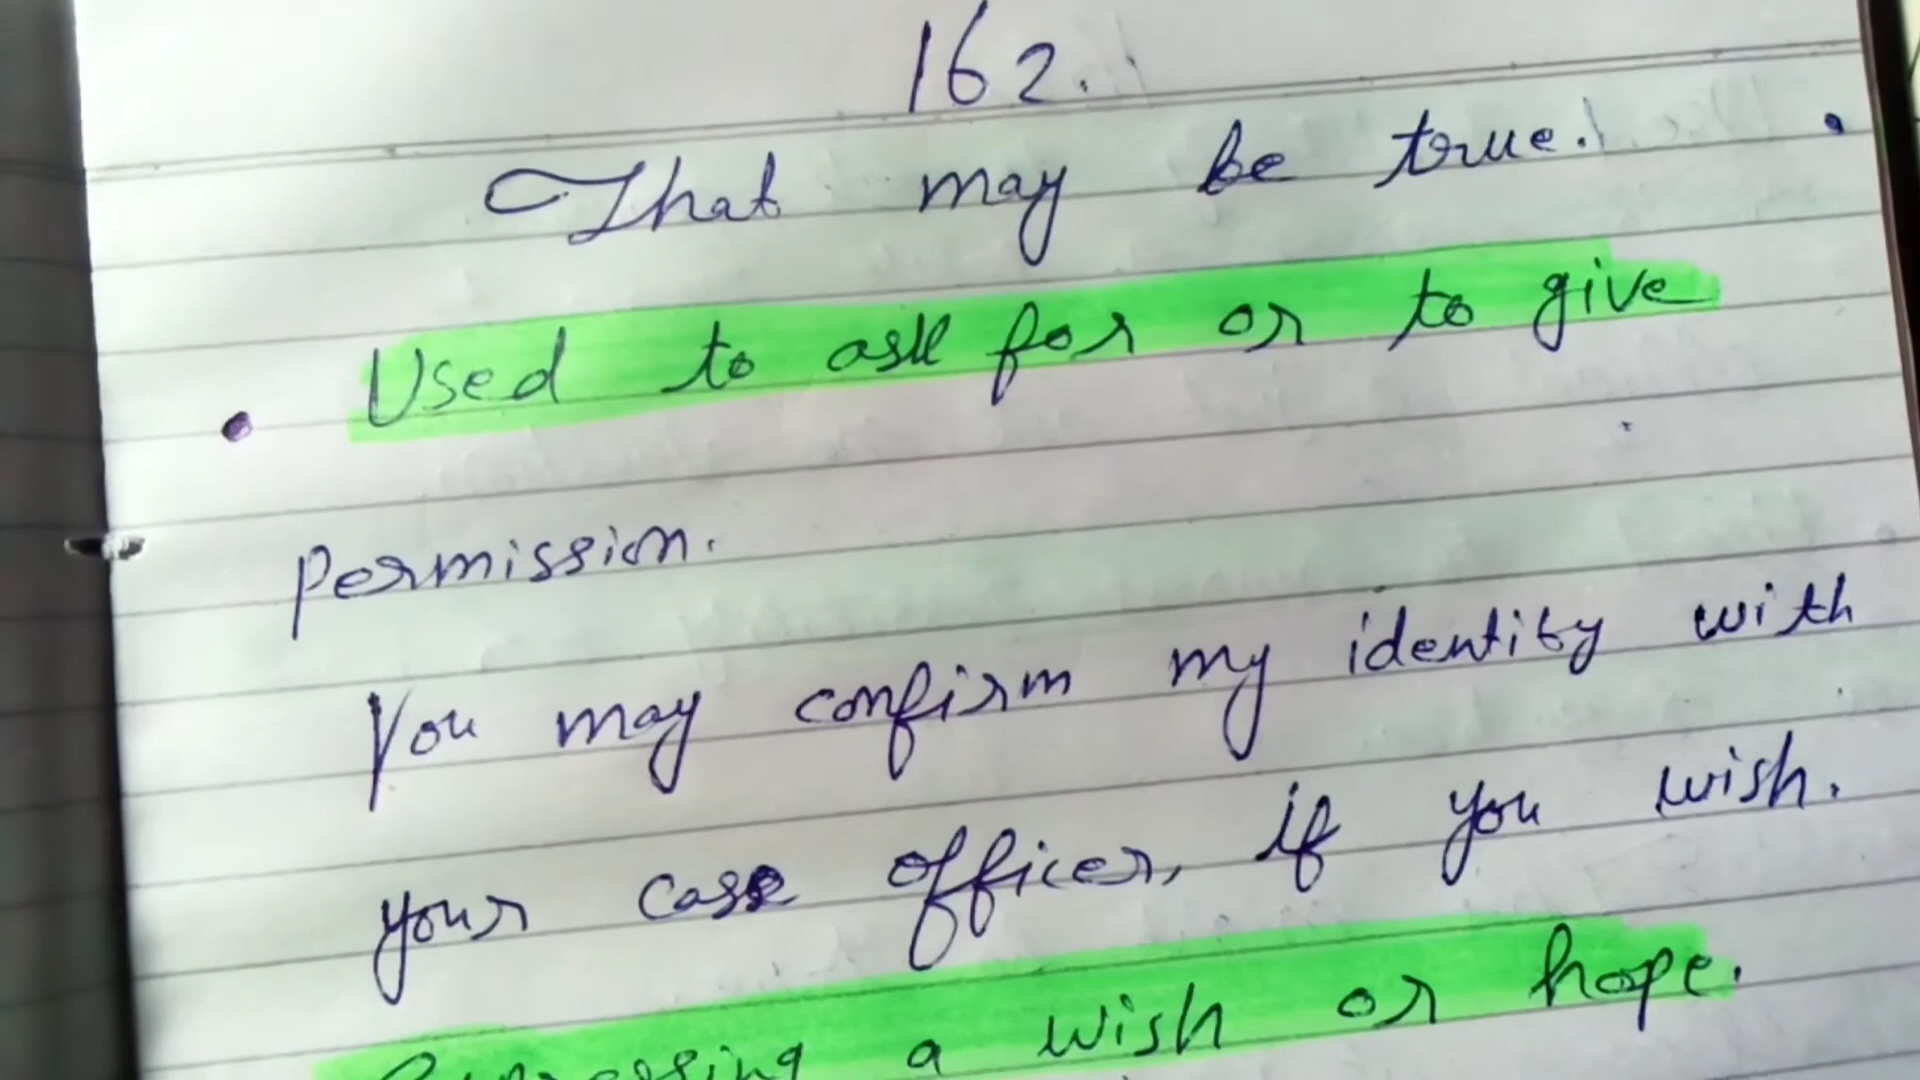 162.
That may be true.
Used to ask for or to give
permission.
You may confirm my identity with
your case officer, if you wish.
Expressing a wish or hope.